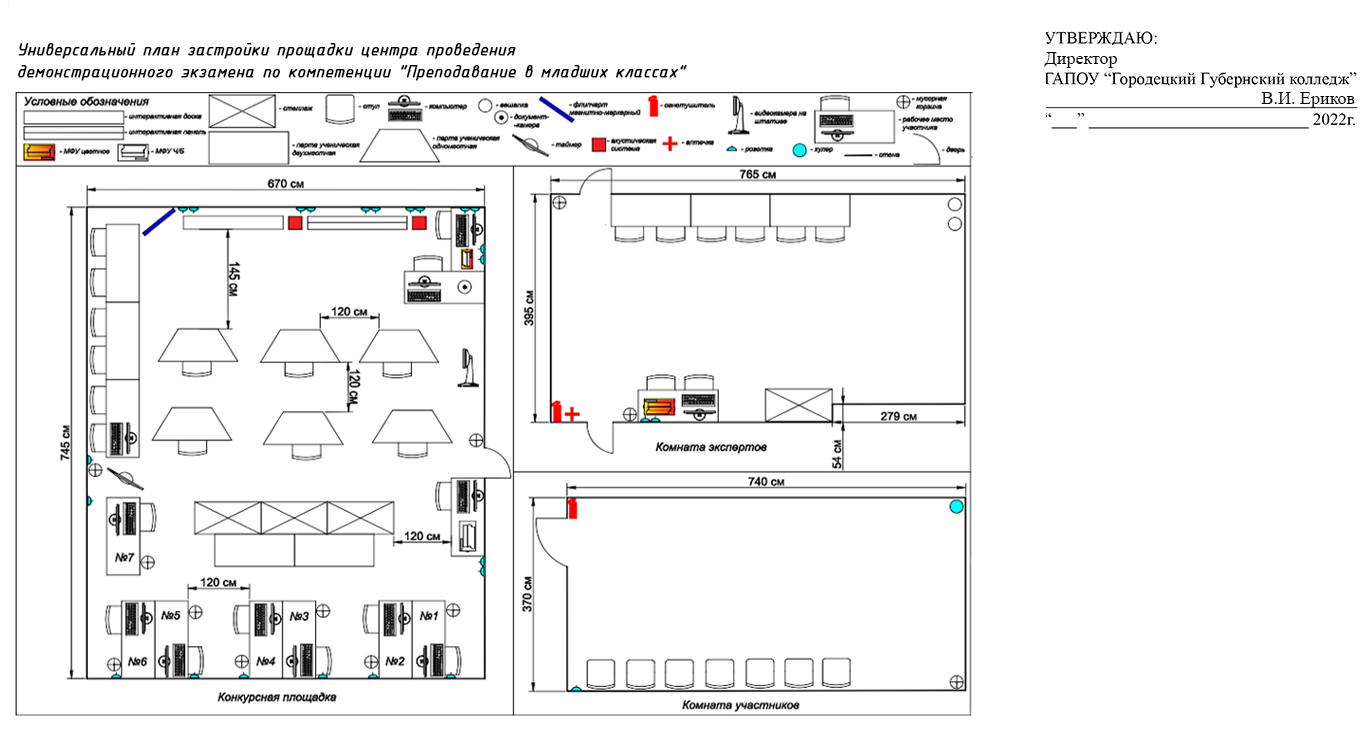 Универсальный план застройки прощадки центра проведения
демонстрационного экзамена по компетенции "Преподавание в младших классах"
УТВЕРЖДАЮ:
Директор
ГАПОУ “Городецкий Губернский колледж”
В.И. Ериков
“___” 2022г.
Условные обозначения
- интерактивная доска
- интерактивная панель
- МФУ цветное
- МФУ Ч/Б
- стеллаж
- парта ученическая
двухместная
- стул
- компьютер
- парта ученическая
одноместная
- вешалка
- документ-
камера
- таймер
- флипчарт
магнитно-маркерный
- акустическая
система
- огнетушитель
- аптечка
- видеокамера на
штативе
- розетка
- кулер
- мусорная
корзина
- рабочее место
участника
- стена
- дверь
670 см
745 см
145 см
120 см
120 см
120 см
120 см
№7
№5
№6
№3
№4
№1
№2
Конкурсная площадка
765 см
395 см
279 см
54 см
Комната экспертов
740 см
370 см
Комната участников